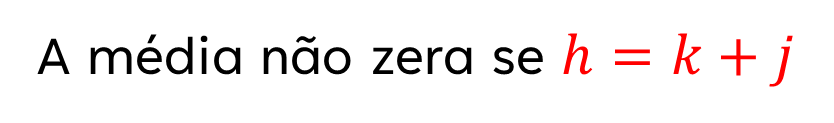 A média não zera se h = k + j